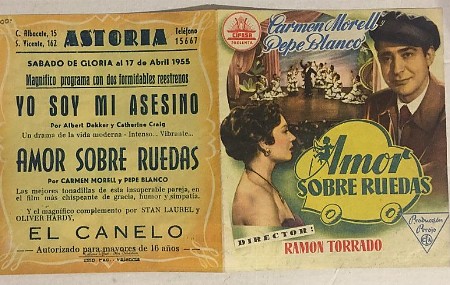 C. Albacete, 15
S. Vicente, 162
ASTORIA
Teléfono
15667
SABADO DE GLORIA al 17 de Abril 1955
Magnífico programa con dos formidables reestrenos
YO SOY MI ASESINO
Por Albert Dekker y Catherine Craig
Un drama de la vida moderna - intenso... Vibrante...
AMOR SOBRE RUEDAS
Por CARMEN MORELL y PEPE BLANCO
Las mejores tonadillas de esta insuperable pareja, en
el film más chispeante de gracia, humor y simpatía.
Y el magnífico complemento por STAN LAUREL y
OLIVER HARDY,
EL CANELO
Autorizado para mayores de 16 años
Valencia
CIFESA
PRESENTA
Carmen Morell y
Pepe Blanco
Amor
SOBRE RUEDAS
DIRECTOR:
RAMON TORRADO
Producción